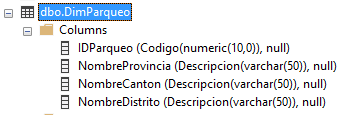 dbo.DimParqueo
Columns
IDParqueo (Codigo(numeric(10,0)), null)
NombreProvincia (Descripcion(varchar(50)), null)
NombreCanton (Descripcion(varchar(50)), null)
NombreDistrito (Descripcion(varchar(50)), null)